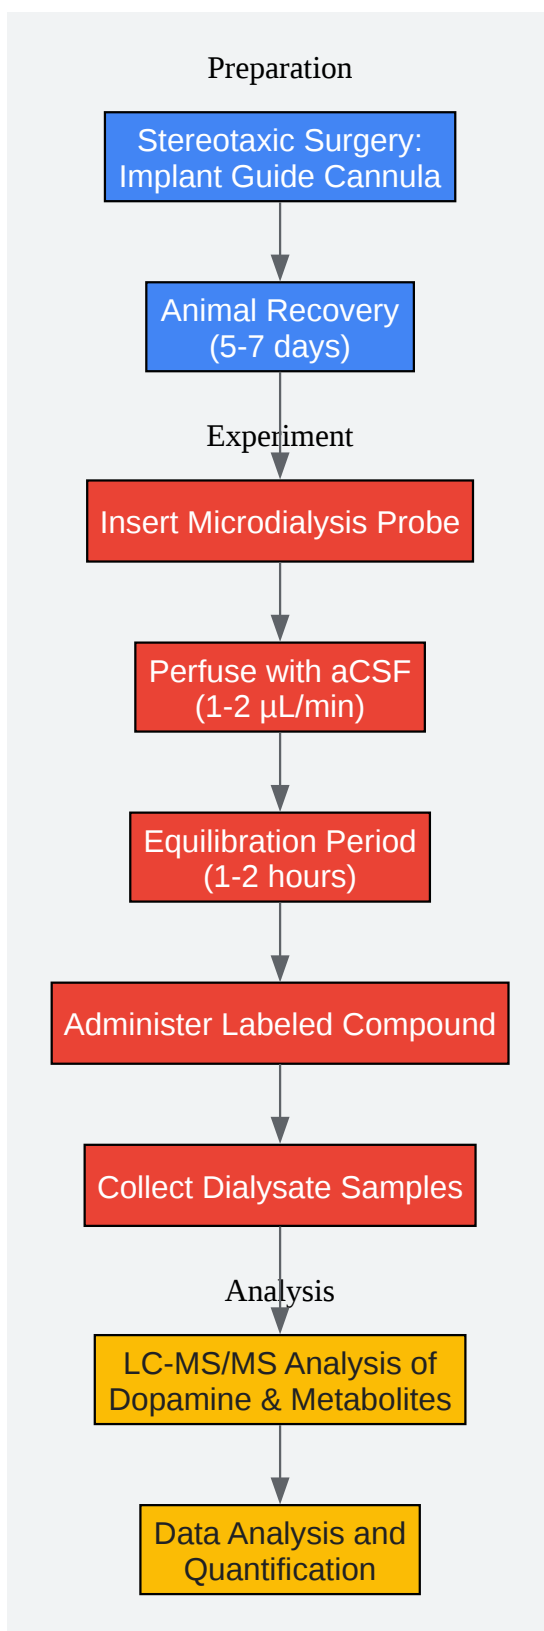 Preparation
Stereotaxic Surgery:
Implant Guide Cannula
Animal Recovery
(5-7 days)
Experiment
Insert Microdialysis Probe
Perfuse with aCSF
(1-2 µL/min)
Equilibration Period
(1-2 hours)
Administer Labeled Compound
Collect Dialysate Samples
Analysis
LC-MS/MS Analysis of
Dopamine & Metabolites
Data Analysis and
Quantification